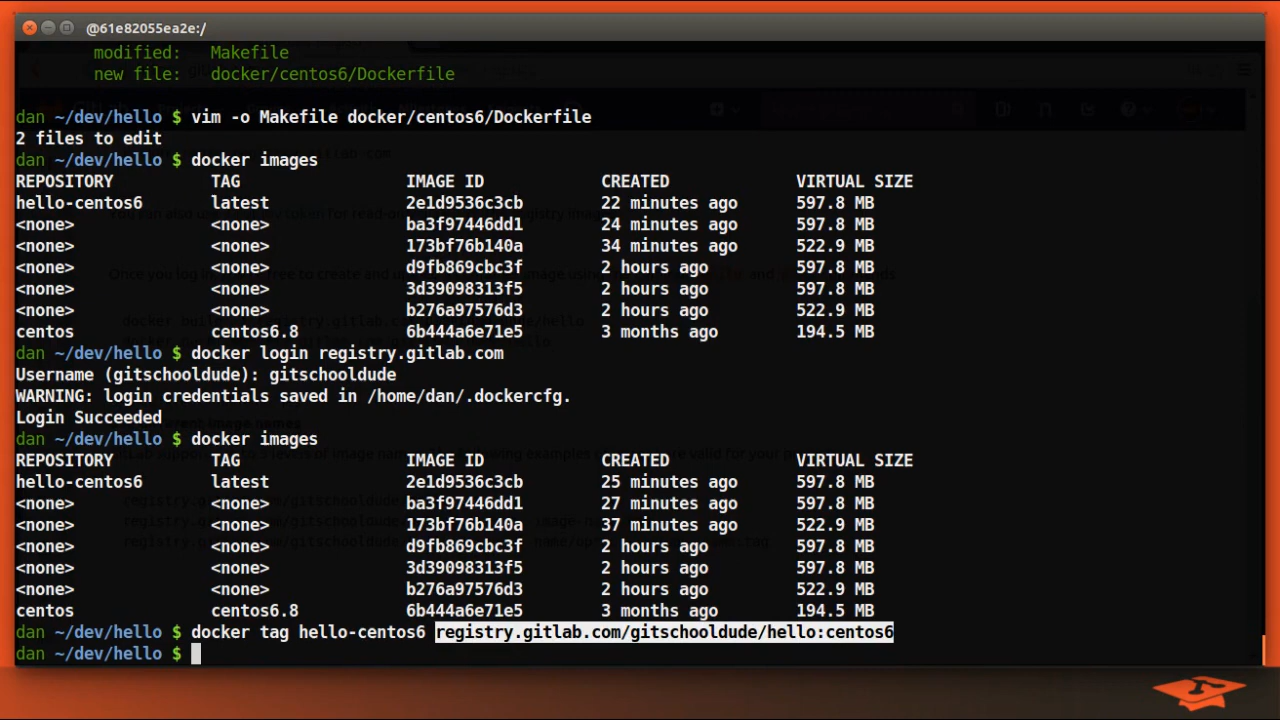 @61e82055ea2e:/
modified:   Makefile
new file:   docker/centos6/Dockerfile
dan ~/dev/hello $ vim -o Makefile docker/centos6/Dockerfile
2 files to edit
dan ~/dev/hello $ docker images
REPOSITORY          TAG                 IMAGE ID            CREATED             VIRTUAL SIZE
hello-centos6       latest              2e1d9536c3cb        22 minutes ago      597.8 MB
<none>              <none>              ba3f97446dd1        24 minutes ago      597.8 MB
<none>              <none>              173bf76b140a        34 minutes ago      522.9 MB
<none>              <none>              d9fb869cbc3f        2 hours ago         597.8 MB
<none>              <none>              3d39098313f5        2 hours ago         597.8 MB
<none>              <none>              b276a97576d3        2 hours ago         522.9 MB
centos              centos6.8           6b444a6e71e5        3 months ago        194.5 MB
dan ~/dev/hello $ docker login registry.gitlab.com
Username (gitschooldude): gitschooldude
WARNING: login credentials saved in /home/dan/.dockercfg.
Login Succeeded
dan ~/dev/hello $ docker images
REPOSITORY          TAG                 IMAGE ID            CREATED             VIRTUAL SIZE
hello-centos6       latest              2e1d9536c3cb        25 minutes ago      597.8 MB
<none>              <none>              ba3f97446dd1        27 minutes ago      597.8 MB
<none>              <none>              173bf76b140a        37 minutes ago      522.9 MB
<none>              <none>              d9fb869cbc3f        2 hours ago         597.8 MB
<none>              <none>              3d39098313f5        2 hours ago         597.8 MB
<none>              <none>              b276a97576d3        2 hours ago         522.9 MB
centos              centos6.8           6b444a6e71e5        3 months ago        194.5 MB
dan ~/dev/hello $ docker tag hello-centos6 registry.gitlab.com/gitschooldude/hello:centos6
dan ~/dev/hello $